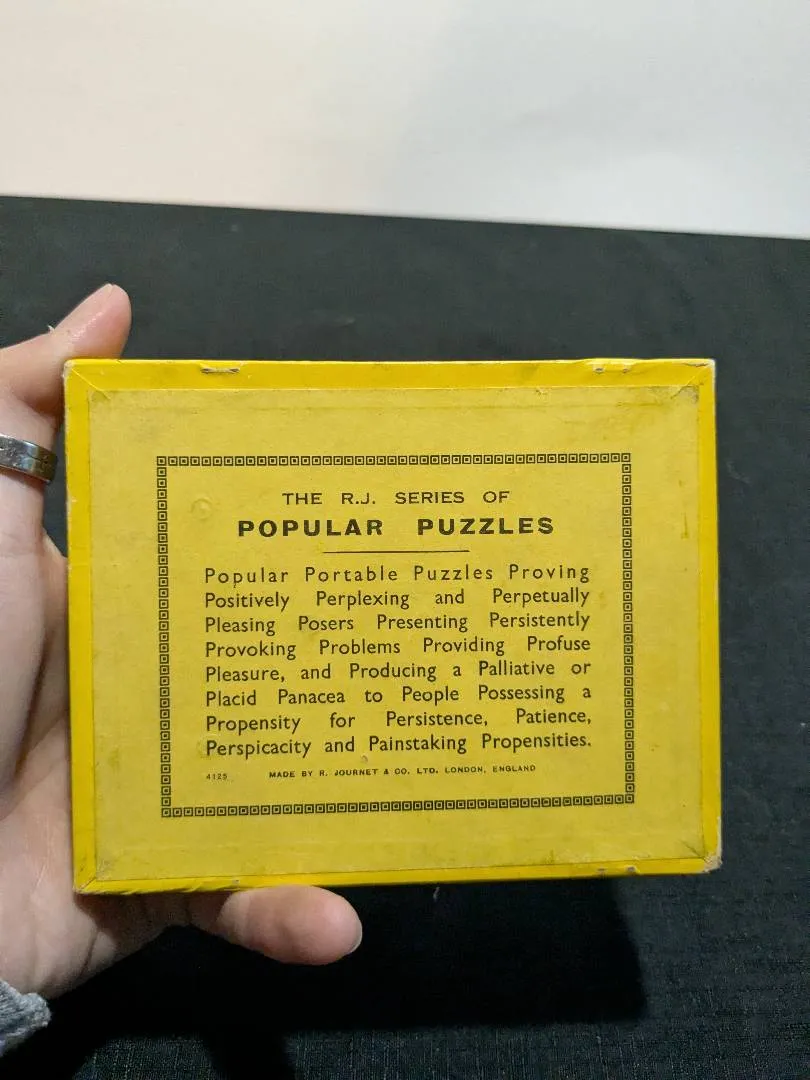 THE R.J. SERIES OF
POPULAR PUZZLES
Popular Portable Puzzles Proving
Positively Perplexing and Perpetually
Pleasing Posers Presenting Persistently
Provoking Problems Providing Profuse
Pleasure, and Producing a Palliative or
Placid Panacea to People Possessing a
Propensity for Persistence, Patience,
Perspicacity and Painstaking Propensities.
4125 MADE BY R. JOURNET & CO. LTD. LONDON, ENGLAND